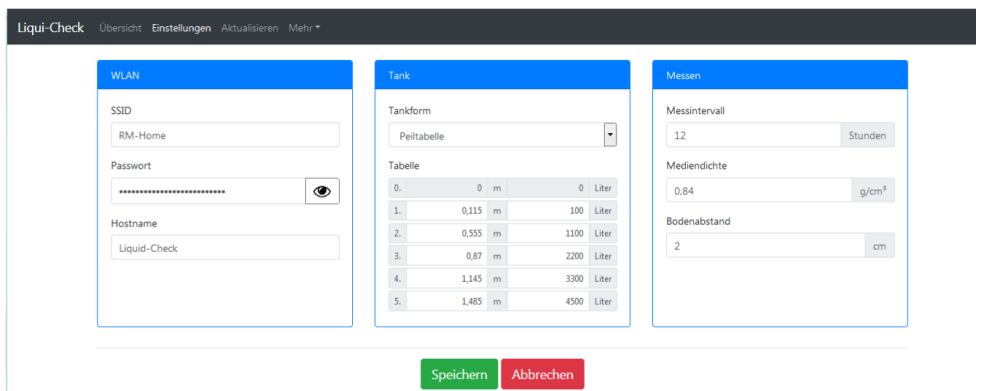 Liqui-Check Übersicht Einstellungen Aktualisieren Mehr
WLAN
SSID
RM-Home
Passwort
••••••••••••••••••••••••••
Hostname
Liquid-Check
Tank
Tankform
Peiltabelle
Tabelle
0. 0 m 0 Liter
1. 0,115 m 100 Liter
2. 0,555 m 1100 Liter
3. 0,87 m 2200 Liter
4. 1,145 m 3300 Liter
5. 1,485 m 4500 Liter
Messen
Messintervall
12 Stunden
Mediendichte
0,84 g/cm³
Bodenabstand
2 cm
Speichern Abbrechen